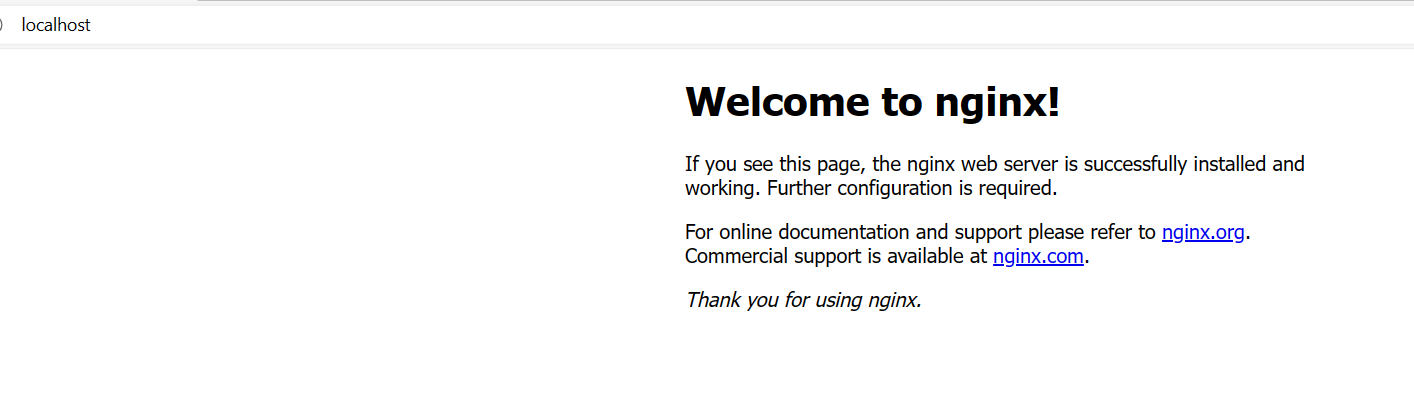 localhost
Welcome to nginx!
If you see this page, the nginx web server is successfully installed and
working. Further configuration is required.
For online documentation and support please refer to nginx.org.
Commercial support is available at nginx.com.
Thank you for using nginx.